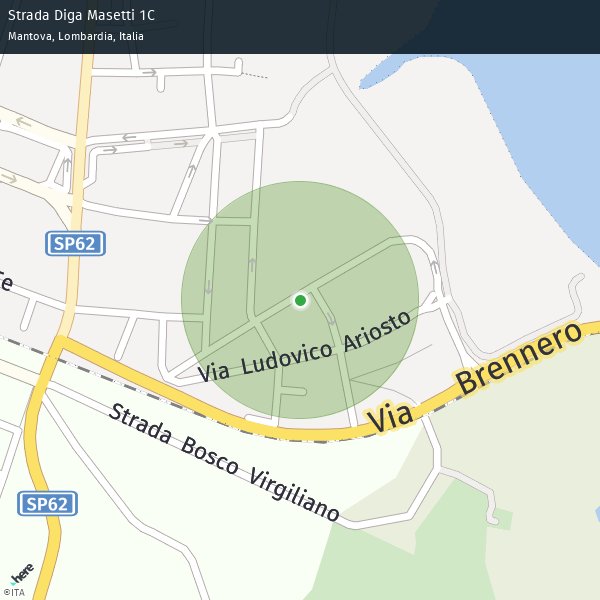 Strada Diga Masetti 1C
Mantova, Lombardia, Italia
SP62
Te
Via Ludovico Ariosto
Via Brennero
Strada Bosco Virgiliano
SP62
here
©ITA